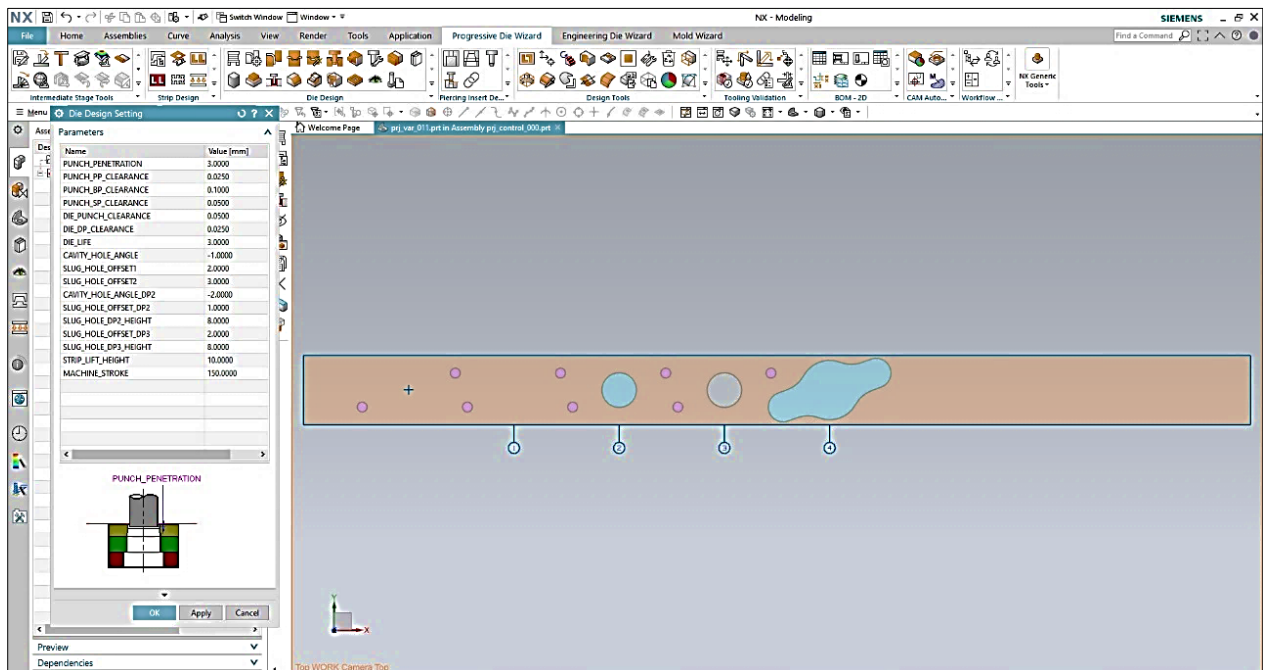 NX
Switch Window
Window
NX - Modeling
SIEMENS
File
Home
Assemblies
Curve
Analysis
View
Render
Tools
Application
Progressive Die Wizard
Engineering Die Wizard
Mold Wizard
Find a Command
NX Generic
Tools
Intermediate Stage Tools
Strip Design
Die Design
Piercing Insert De...
Design Tools
Tooling Validation
BOM - 2D
CAM Auto...
Workflow ...
Menu
Die Design Setting
Welcome Page
prj_var_011.prt in Assembly prj_control_000.prt
Asse
Parameters
Des
Name Value [mm]
PUNCH_PENETRATION 3.0000
PUNCH_PP_CLEARANCE 0.0250
PUNCH_BP_CLEARANCE 0.1000
PUNCH_SP_CLEARANCE 0.0500
DIE_PUNCH_CLEARANCE 0.0500
DIE_DP_CLEARANCE 0.0250
DIE_LIFE 3.0000
CAVITY_HOLE_ANGLE -1.0000
SLUG_HOLE_OFFSET1 2.0000
SLUG_HOLE_OFFSET2 3.0000
CAVITY_HOLE_ANGLE_DP2 -2.0000
SLUG_HOLE_OFFSET_DP2 1.0000
SLUG_HOLE_DP2_HEIGHT 8.0000
SLUG_HOLE_OFFSET_DP3 2.0000
SLUG_HOLE_DP3_HEIGHT 8.0000
STRIP_LIFT_HEIGHT 10.0000
MACHINE_STROKE 150.0000
1 2 3 4
PUNCH_PENETRATION
OK
Apply
Cancel
Y
X
Preview
Dependencies
Top WORK Camera Top